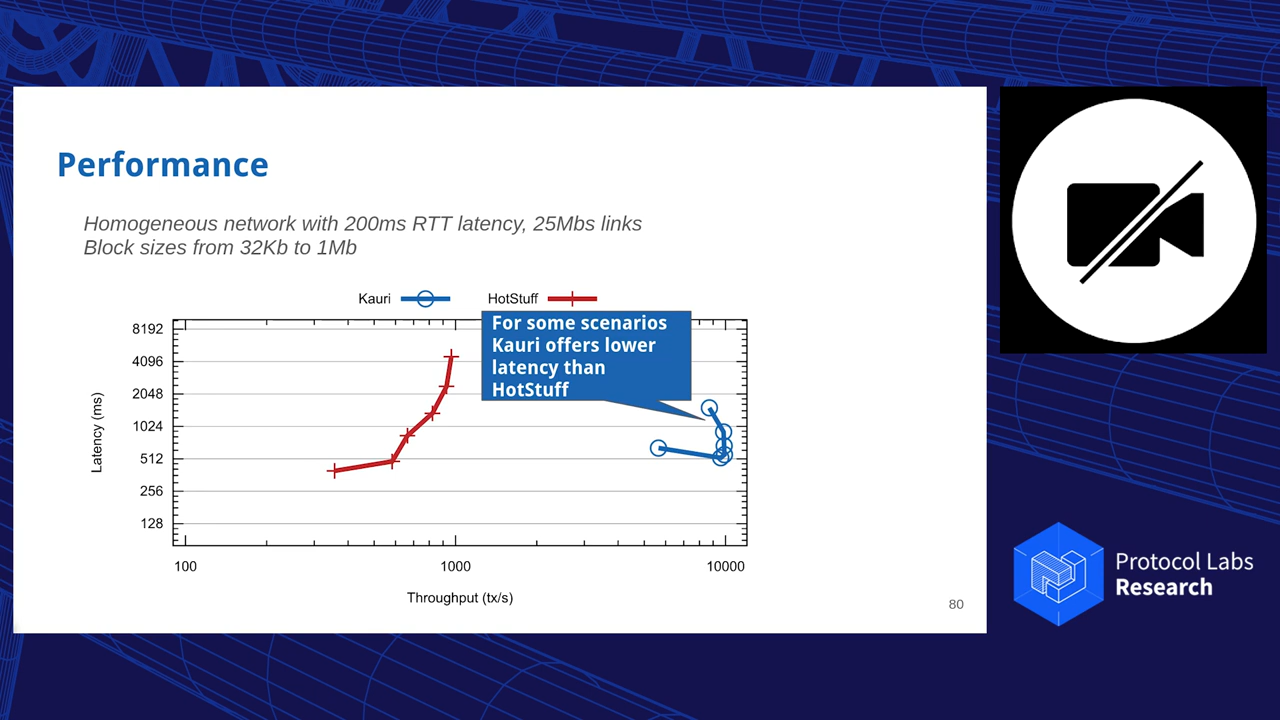 Performance
Homogeneous network with 200ms RTT latency, 25Mbs links
Block sizes from 32Kb to 1Mb
Kauri
HotStuff
For some scenarios
Kauri offers lower
latency than
HotStuff
8192
4096
2048
1024
512
256
128
Latency (ms)
100
1000
10000
Throughput (tx/s)
80
Protocol Labs
Research